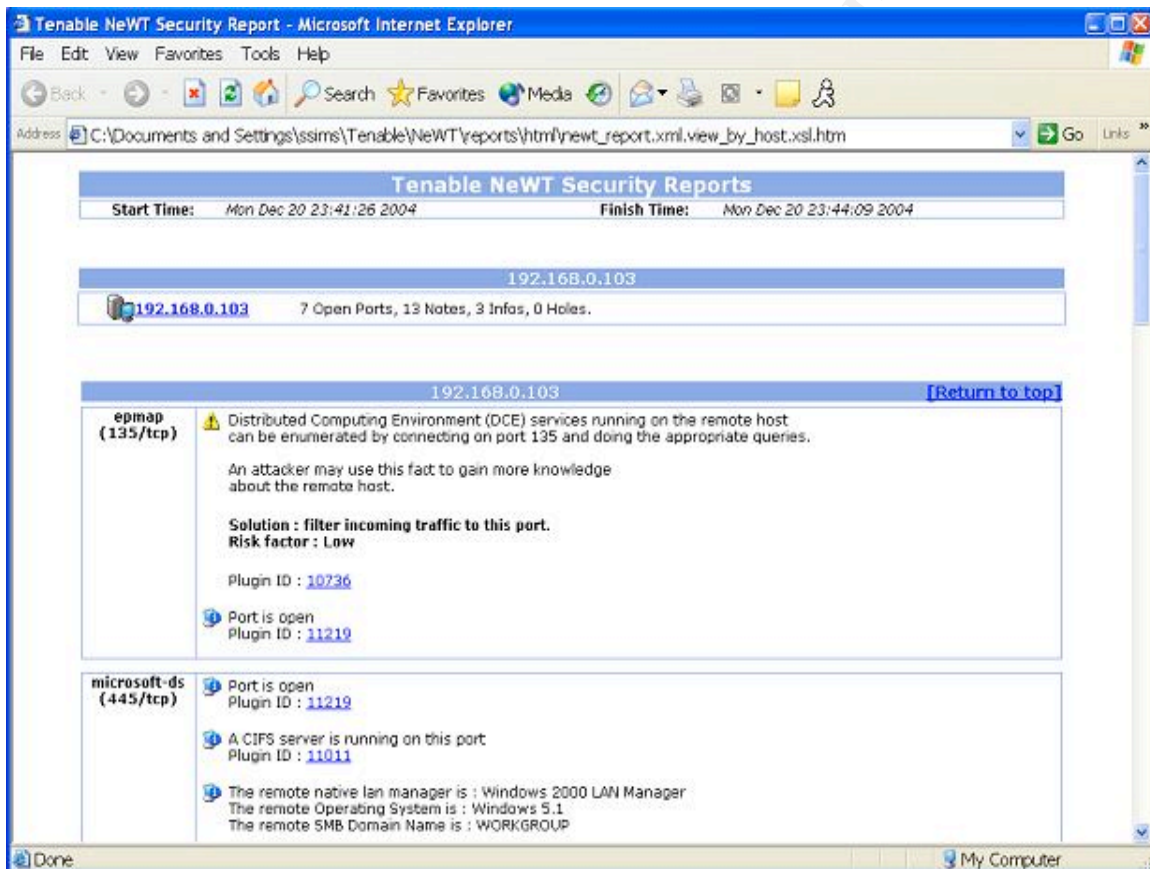 Tenable NeWT Security Report - Microsoft Internet Explorer
File Edit View Favorites Tools Help
Back Search Favorites Media
Address C:\Documents and Settings\ssims\Tenable\NeWT\reports\html\newt_report.xml.view_by_host.xsl.htm Go Links »
Tenable NeWT Security Reports
Start Time: Mon Dec 20 23:41:26 2004 Finish Time: Mon Dec 20 23:44:09 2004
192.168.0.103
192.168.0.103 7 Open Ports, 13 Notes, 3 Infos, 0 Holes.
192.168.0.103 [Return to top]
epmap
(135/tcp)
Distributed Computing Environment (DCE) services running on the remote host
can be enumerated by connecting on port 135 and doing the appropriate queries.
An attacker may use this fact to gain more knowledge
about the remote host.
Solution : filter incoming traffic to this port.
Risk factor : Low
Plugin ID : 10736
Port is open
Plugin ID : 11219
microsoft-ds
(445/tcp)
Port is open
Plugin ID : 11219
A CIFS server is running on this port
Plugin ID : 11011
The remote native lan manager is : Windows 2000 LAN Manager
The remote Operating System is : Windows 5.1
The remote SMB Domain Name is : WORKGROUP
Done My Computer